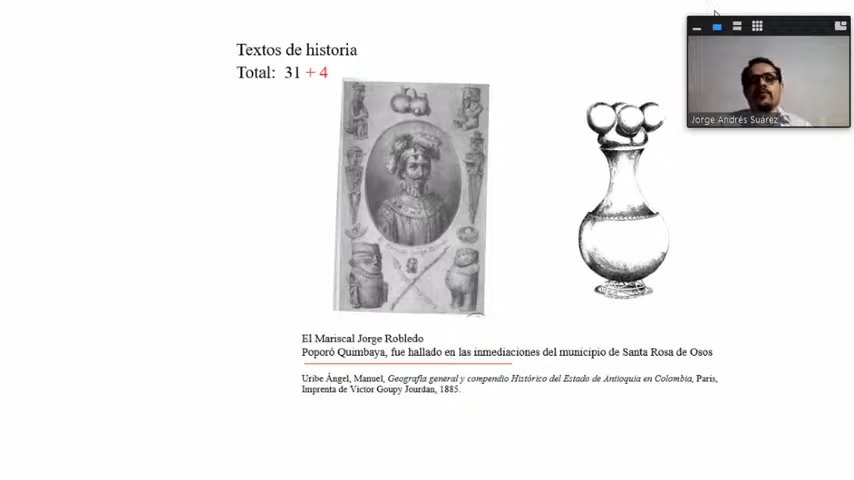 Textos de historia
Total: 31 + 4
Jorge Andrés Suárez
El Mariscal Jorge Robledo
Poporó Quimbaya, fue hallado en las inmediaciones del municipio de Santa Rosa de Osos
Uribe Ángel, Manuel, Geografía general y compendio Histórico del Estado de Antioquia en Colombia, Paris,
Imprenta de Victor Goupy Jourdan, 1885.